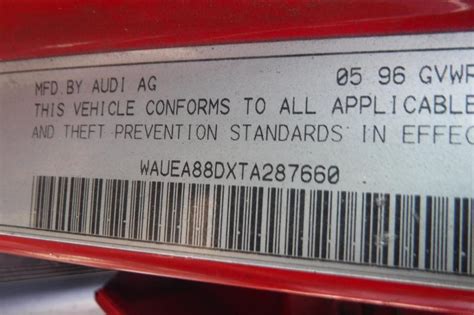 MFD.BY AUDI AG 05 96 GVWR
THIS VEHICLE CONFORMS TO ALL APPLICABLE
AND THEFT PREVENTION STANDARDS IN EFFEC
WAUEA88DXTA287660